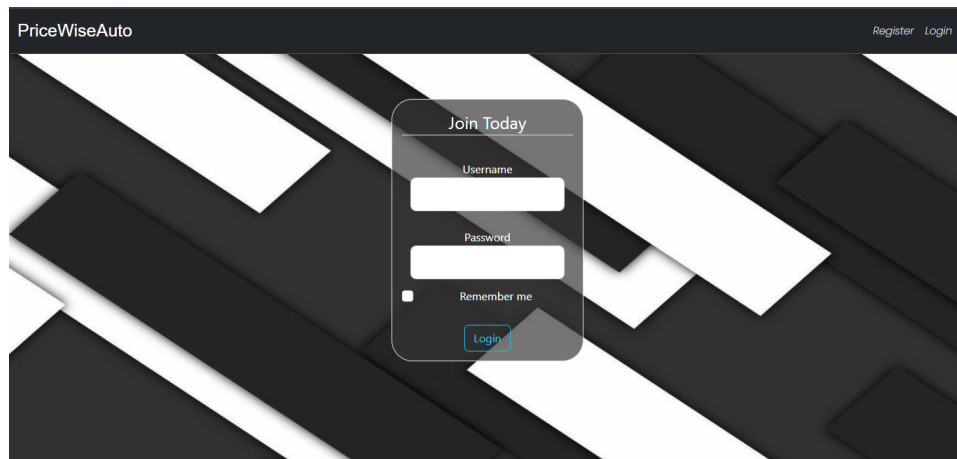 PriceWiseAuto
Register Login
Join Today
Username
Password
Remember me
Login